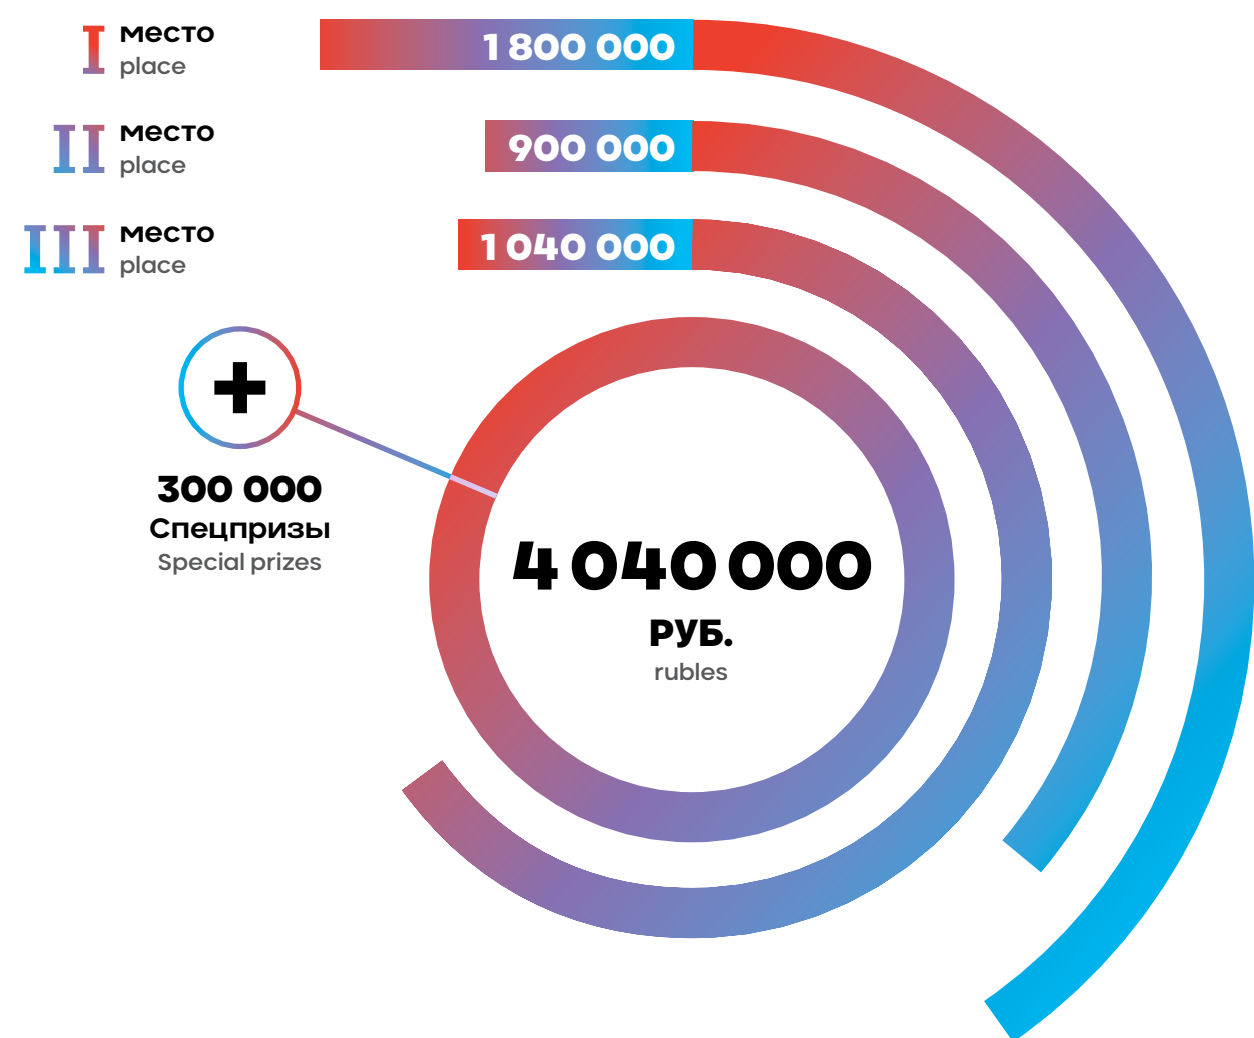 I место
place
1 800 000
II место
place
900 000
III место
place
1 040 000
+
300 000
Спецпризы
Special prizes
4 040 000
РУБ.
rubles